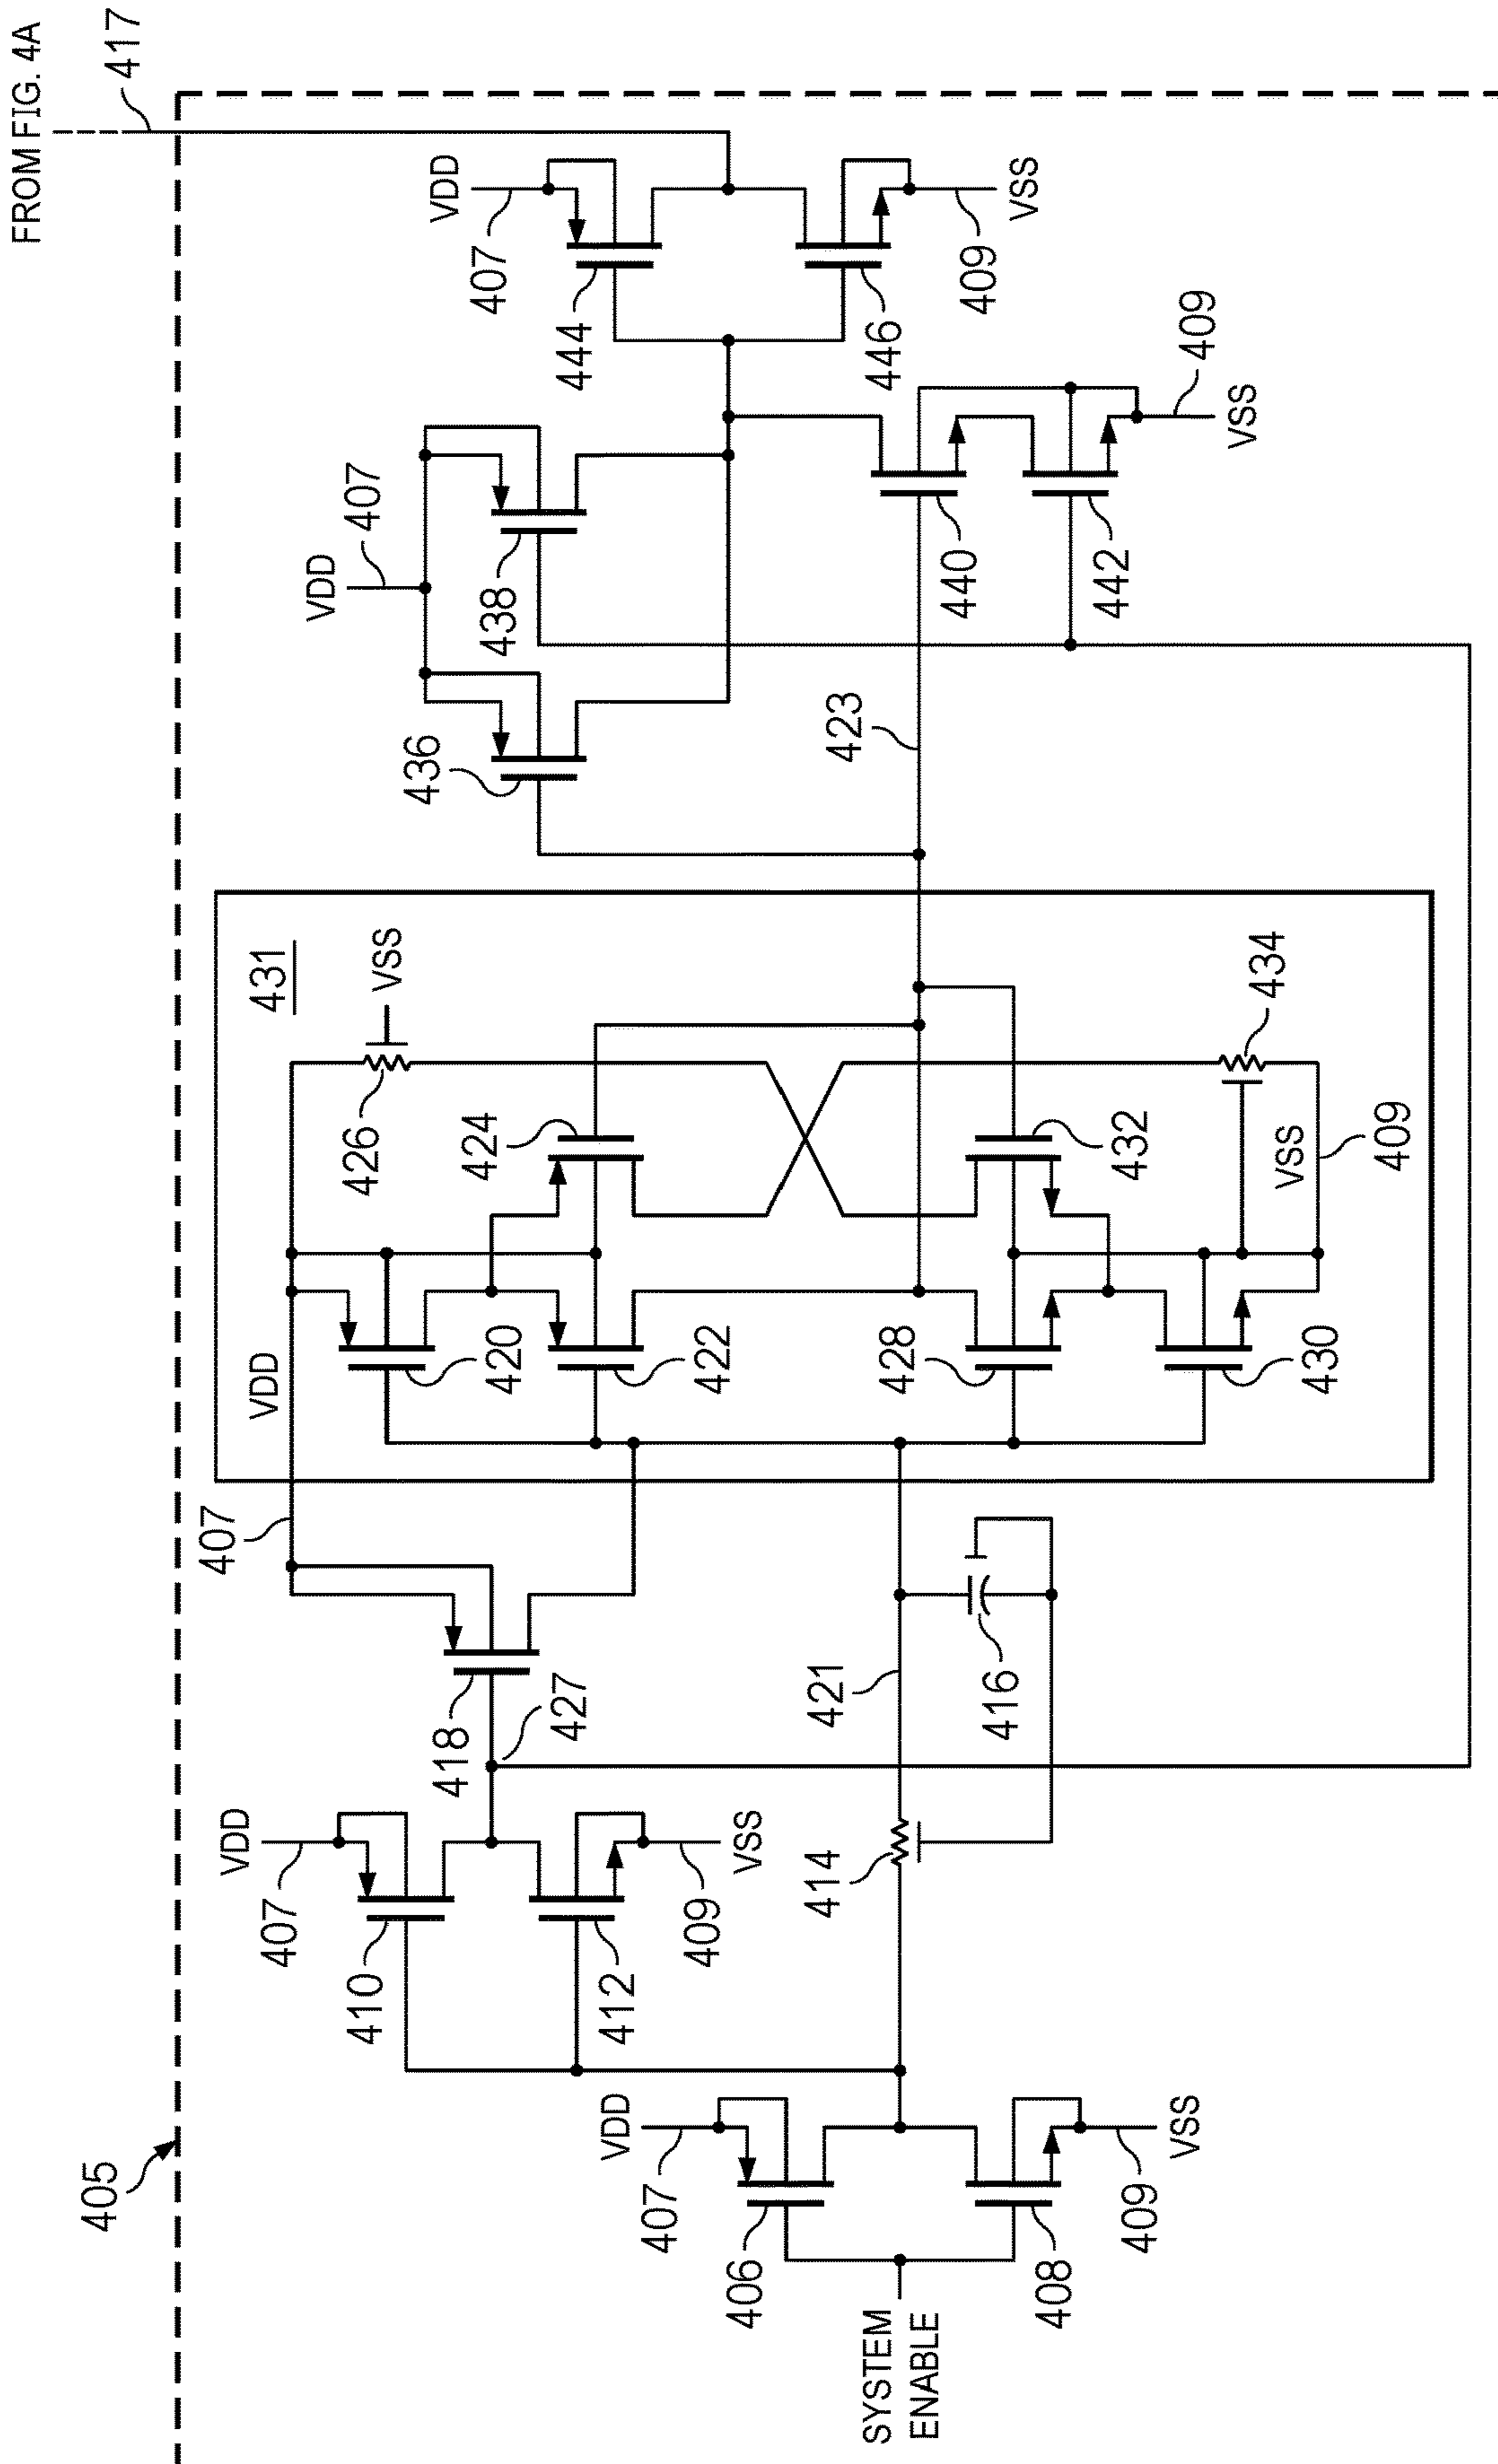 FROM FIG. 4A
417
405
VDD
407
444
446
409
VSS
VDD
407
438
436
440
442
409
VSS
423
431
VSS
426
424
432
434
VSS
409
VDD
420
422
428
430
407
418
427
421
416
414
VDD
407
410
412
409
VSS
VDD
407
406
408
409
VSS
SYSTEM
ENABLE